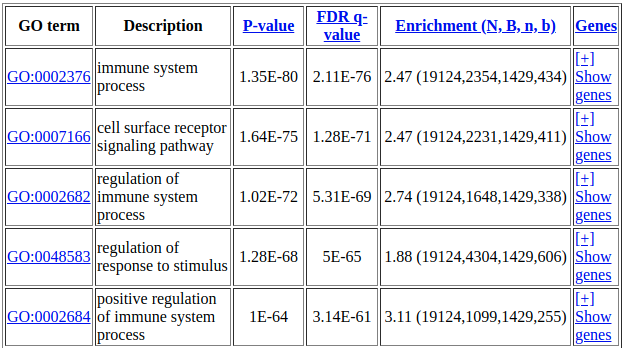 GO term Description P-value FDR q-value Enrichment (N, B, n, b) Genes
GO:0002376 immune system process 1.35E-80 2.11E-76 2.47 (19124,2354,1429,434) [+] Show genes
GO:0007166 cell surface receptor signaling pathway 1.64E-75 1.28E-71 2.47 (19124,2231,1429,411) [+] Show genes
GO:0002682 regulation of immune system process 1.02E-72 5.31E-69 2.74 (19124,1648,1429,338) [+] Show genes
GO:0048583 regulation of response to stimulus 1.28E-68 5E-65 1.88 (19124,4304,1429,606) [+] Show genes
GO:0002684 positive regulation of immune system process 1E-64 3.14E-61 3.11 (19124,1099,1429,255) [+] Show genes